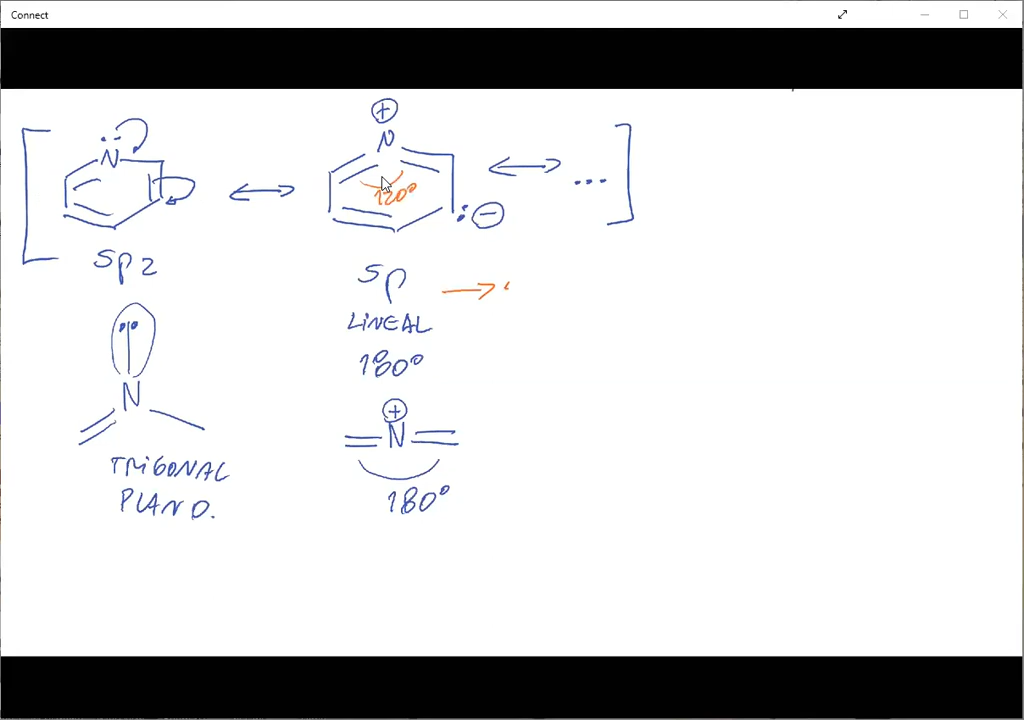 Connect
N
+
N
120°
: −
...
sp2
sp
LINEAL
180°
N
TRIGONAL
PLANO.
+
N
180°